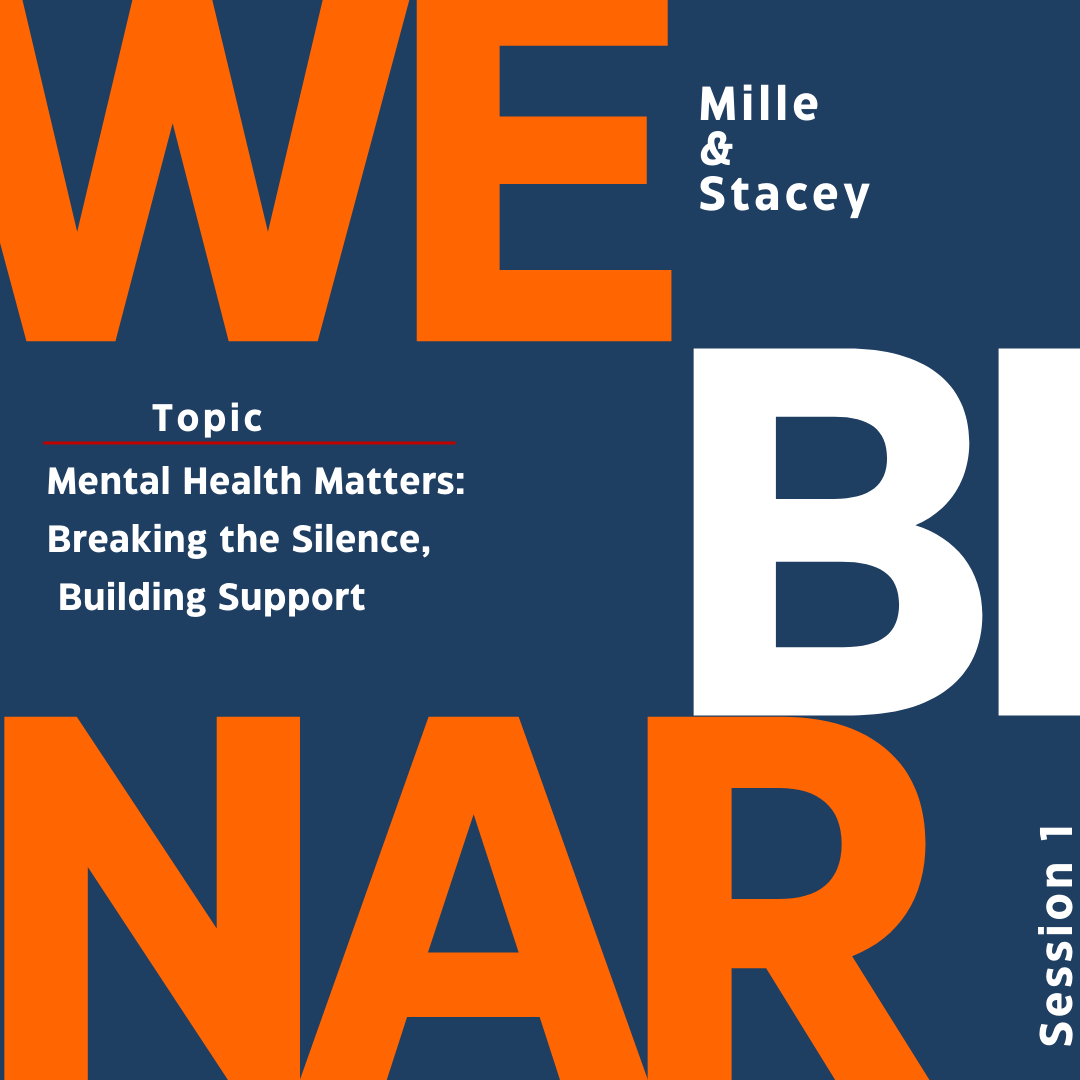 WE
Mille
&
Stacey
BI
Topic
Mental Health Matters:
Breaking the Silence,
Building Support
NAR
Session 1